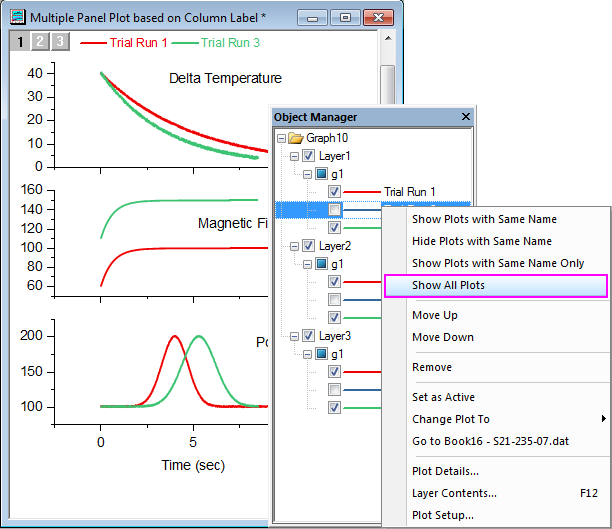 Multiple Panel Plot based on Column Label *
1 2 3
Trial Run 1 Trial Run 3
Delta Temperature
40
30
20
10
0
Magnetic Fi
160
140
120
100
80
60
200
150
100
0 5
Time (sec)
Object Manager
Graph10
Layer1
g1
Trial Run 1
Layer2
g1
Layer3
g1
Show Plots with Same Name
Hide Plots with Same Name
Show Plots with Same Name Only
Show All Plots
Move Up
Move Down
Remove
Set as Active
Change Plot To
Go to Book16 - S21-235-07.dat
Plot Details...
Layer Contents... F12
Plot Setup...